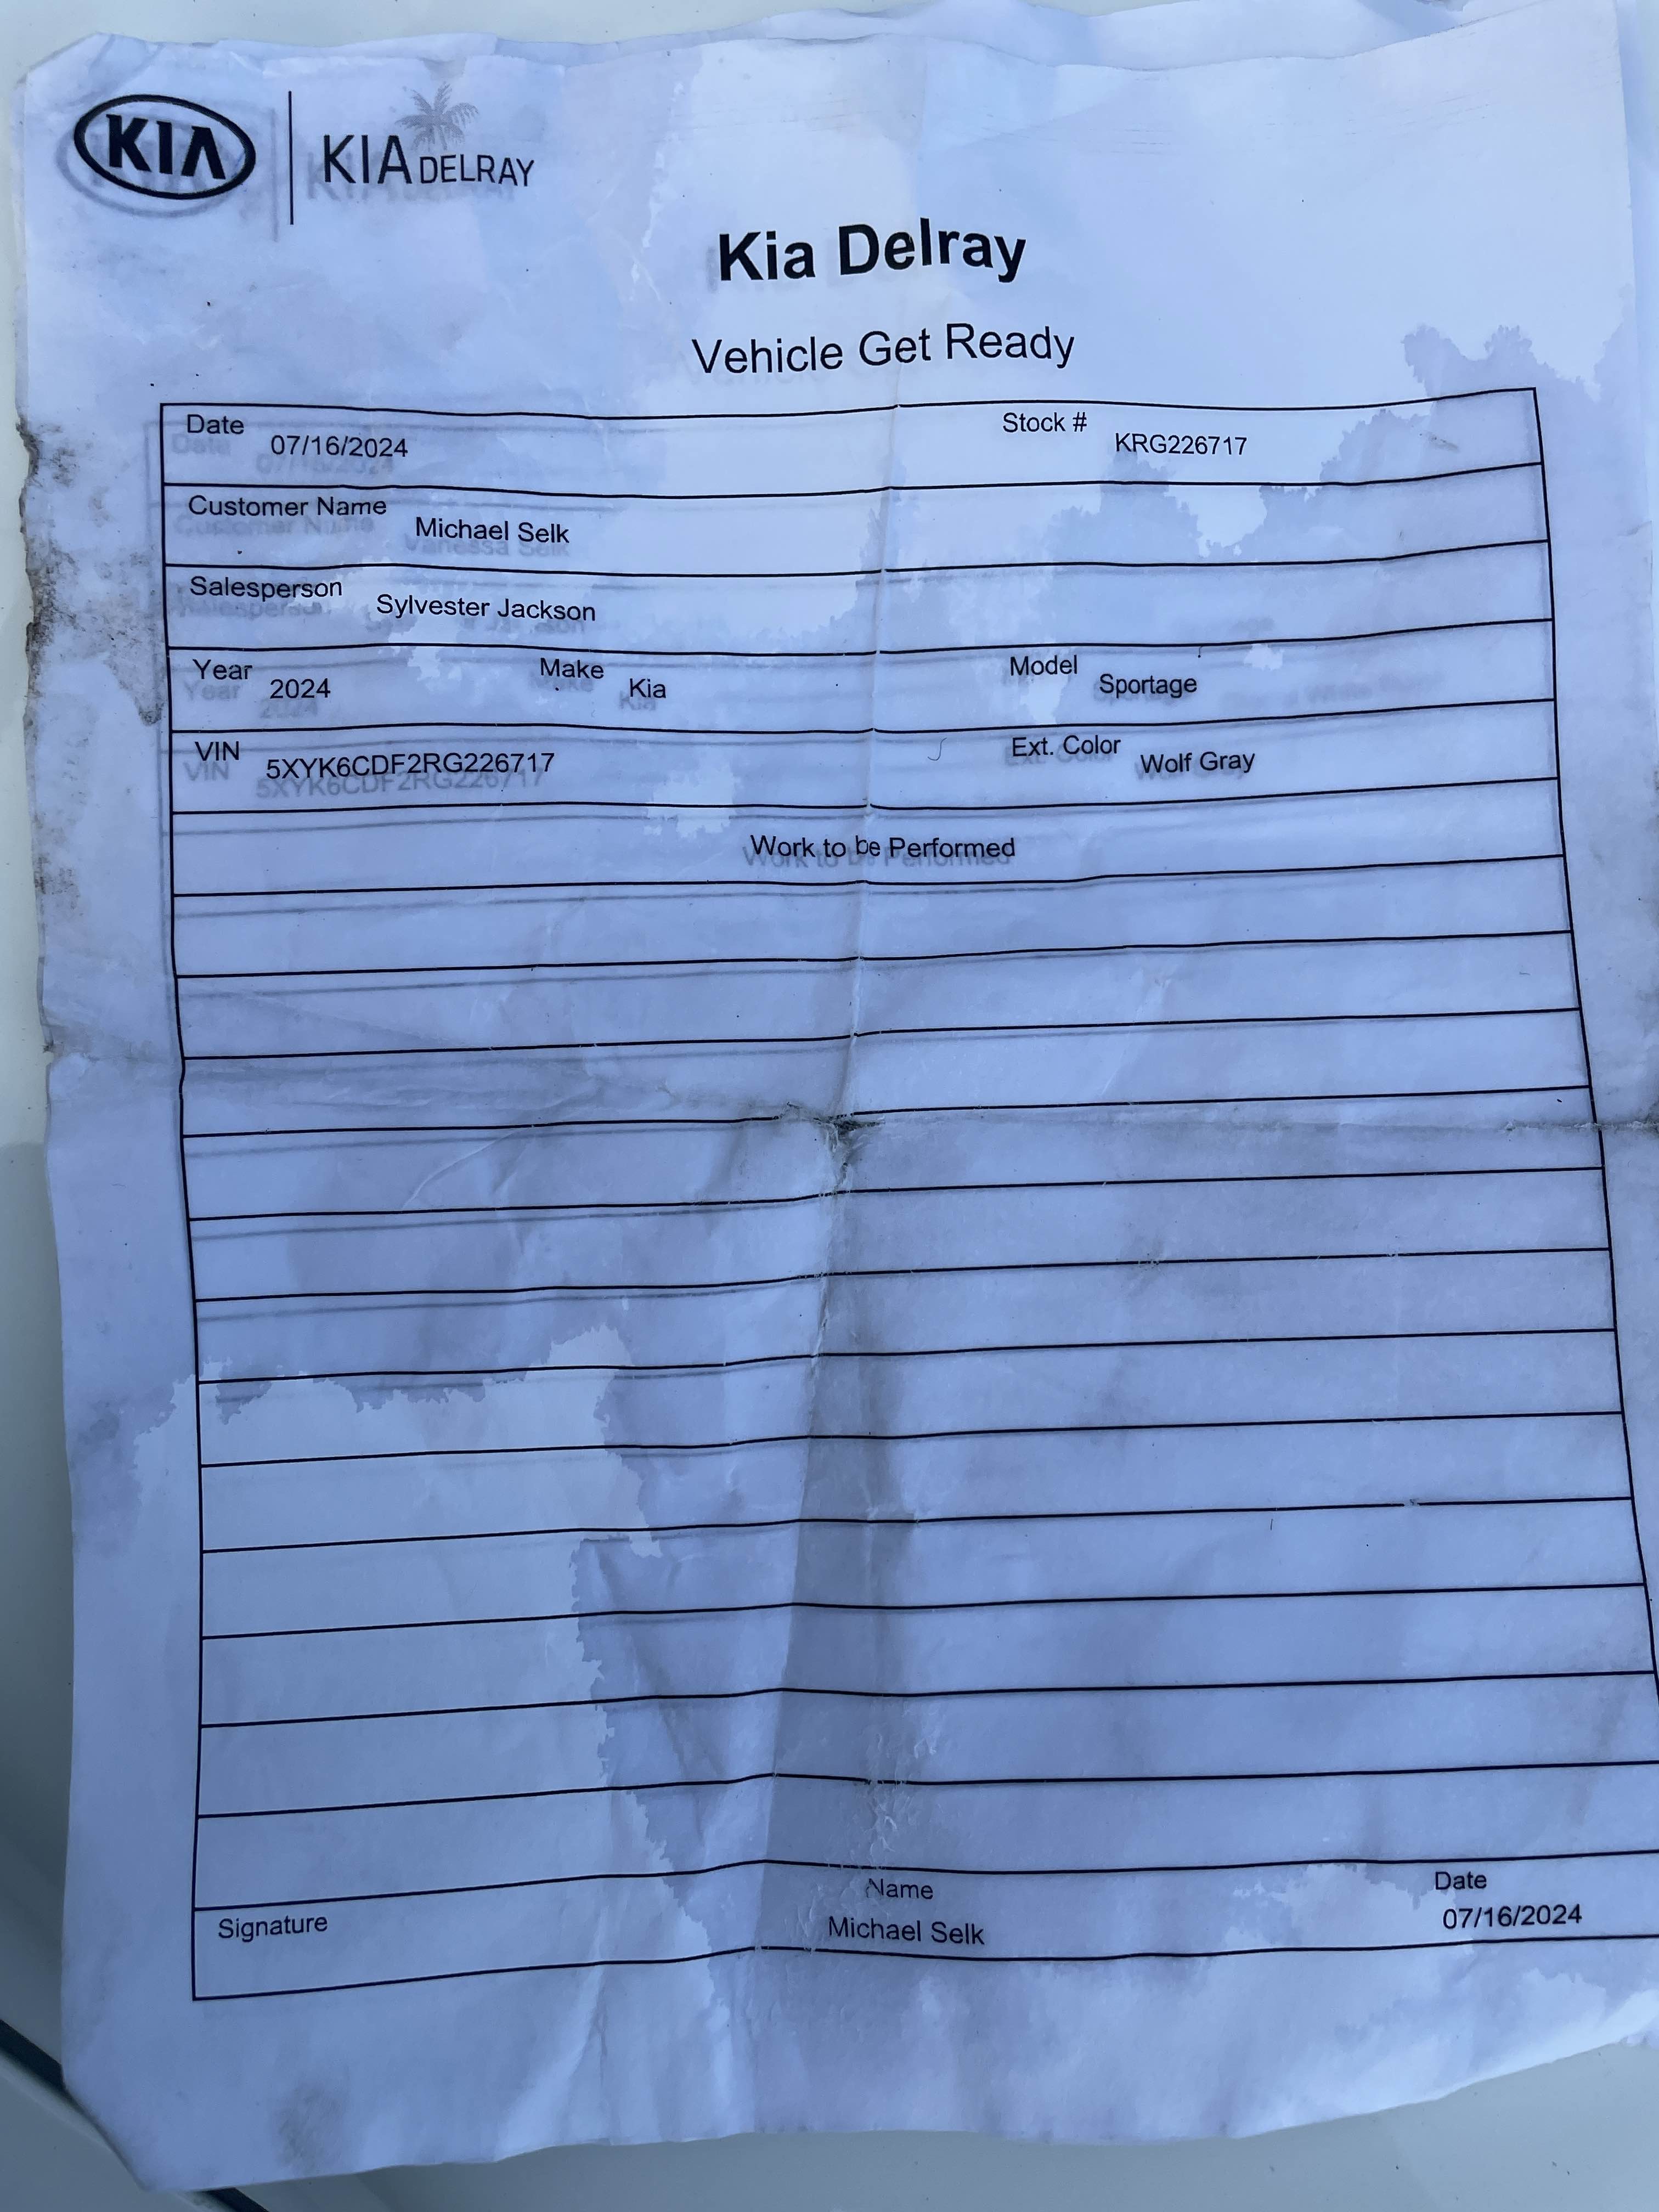 KIA
KIA DELRAY
Kia Delray
Vehicle Get Ready
Date 07/16/2024 Stock # KRG226717
Customer Name Michael Selk
Salesperson Sylvester Jackson
Year 2024 Make Kia Model Sportage
VIN 5XYK6CDF2RG226717 Ext. Color Wolf Gray
Work to be Performed
Signature Name Michael Selk Date 07/16/2024